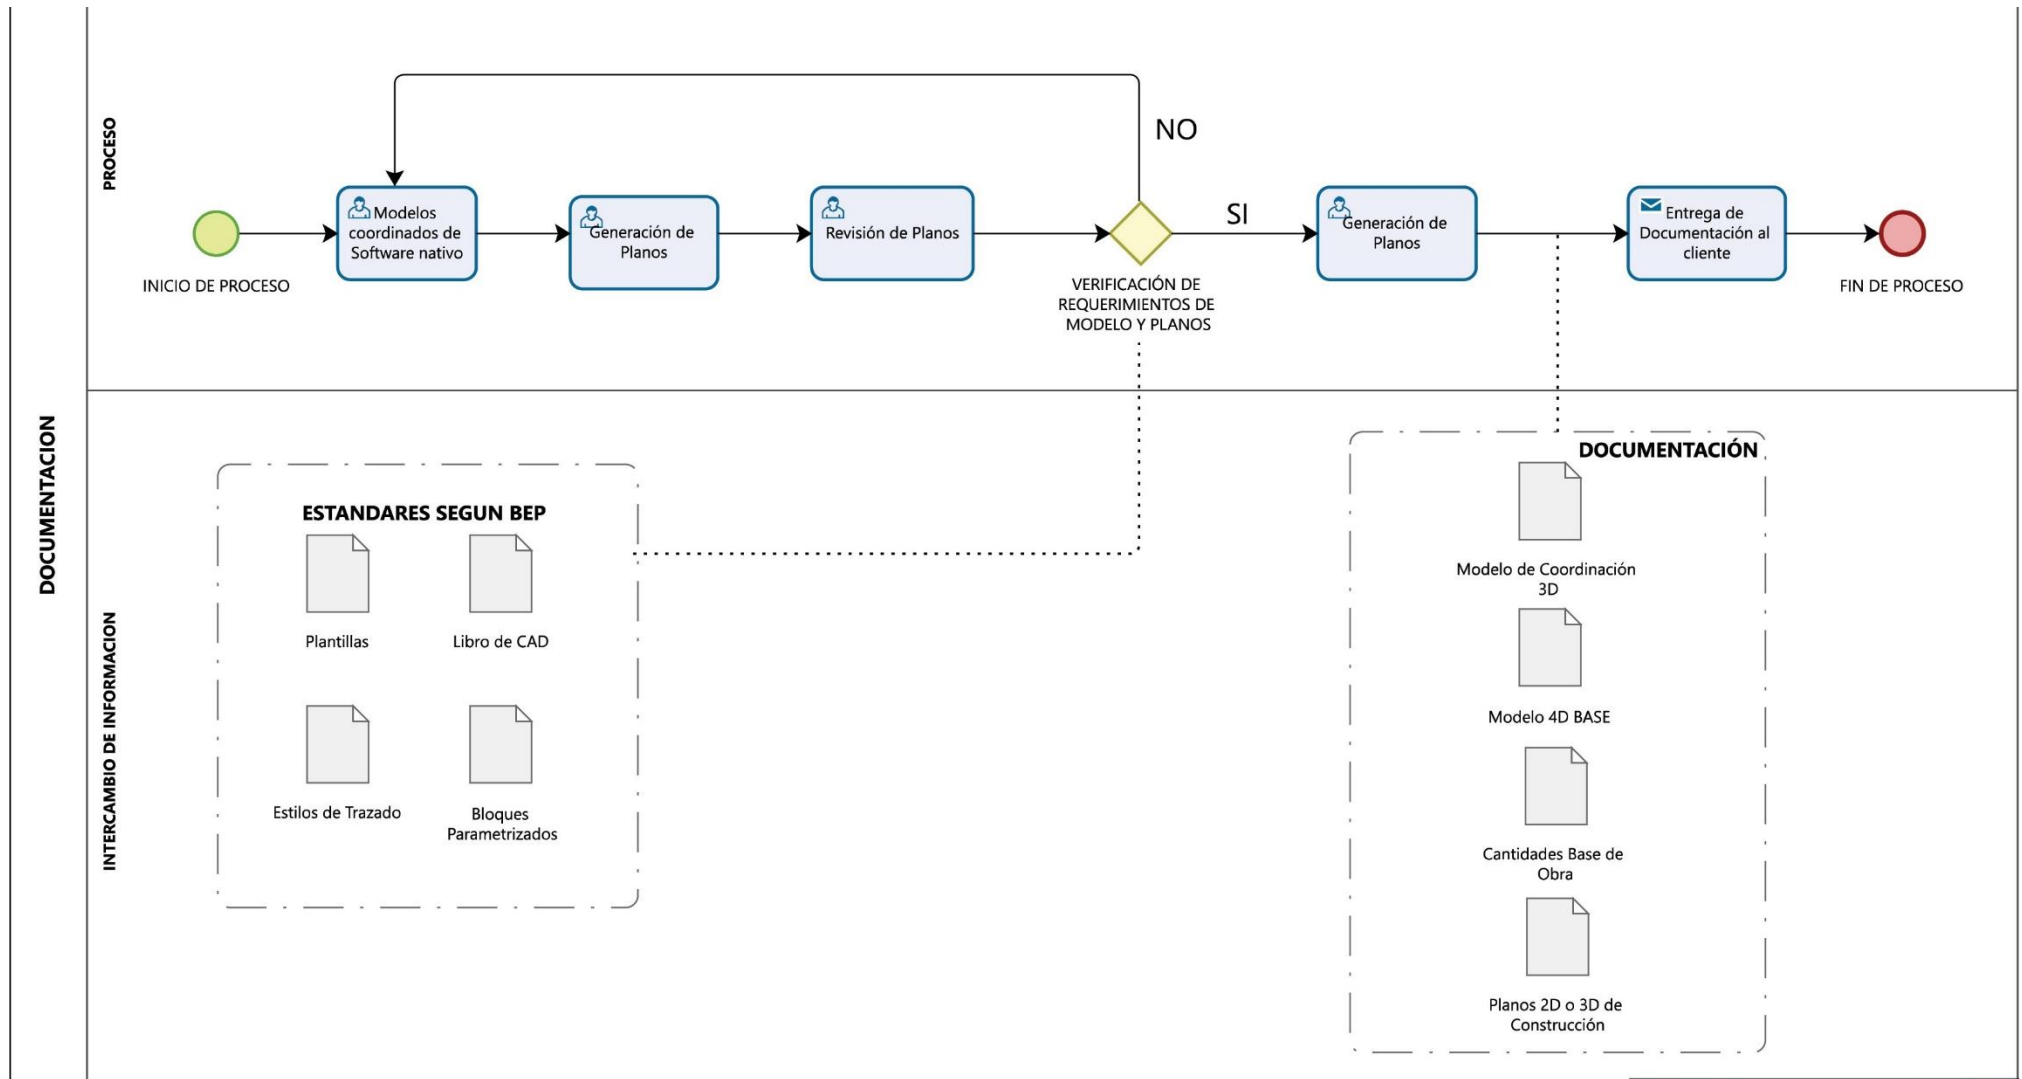 DOCUMENTACION
PROCESO
NO
SI
INICIO DE PROCESO
Modelos
coordinados de
Software nativo
Generación de
Planos
Revisión de Planos
VERIFICACIÓN DE
REQUERIMIENTOS DE
MODELO Y PLANOS
Generación de
Planos
Entrega de
Documentación al
cliente
FIN DE PROCESO
INTERCAMBIO DE INFORMACION
ESTANDARES SEGUN BEP
Plantillas
Libro de CAD
Estilos de Trazado
Bloques
Parametrizados
DOCUMENTACIÓN
Modelo de Coordinación
3D
Modelo 4D BASE
Cantidades Base de
Obra
Planos 2D o 3D de
Construcción